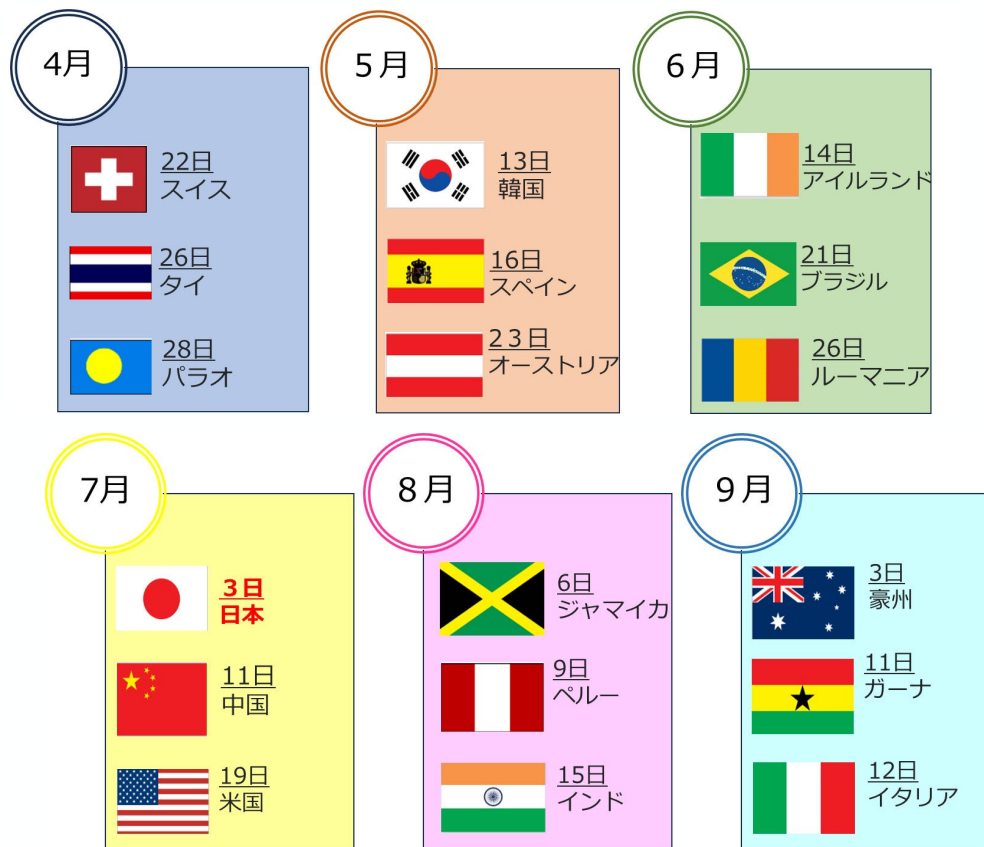 4月
22日
スイス
26日
タイ
28日
パラオ
５月
13日
韓国
16日
スペイン
２３日
オーストリア
６月
14日
アイルランド
21日
ブラジル
26日
ルーマニア
7月
３日
日本
11日
中国
19日
米国
８月
6日
ジャマイカ
9日
ペルー
15日
インド
９月
3日
豪州
11日
ガーナ
12日
イタリア